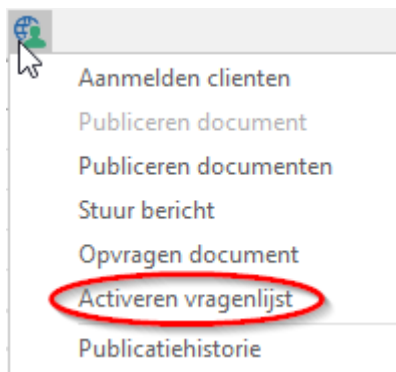 Aanmelden clienten
Publiceren document
Publiceren documenten
Stuur bericht
Opvragen document
Activeren vragenlijst
Publicatiehistorie